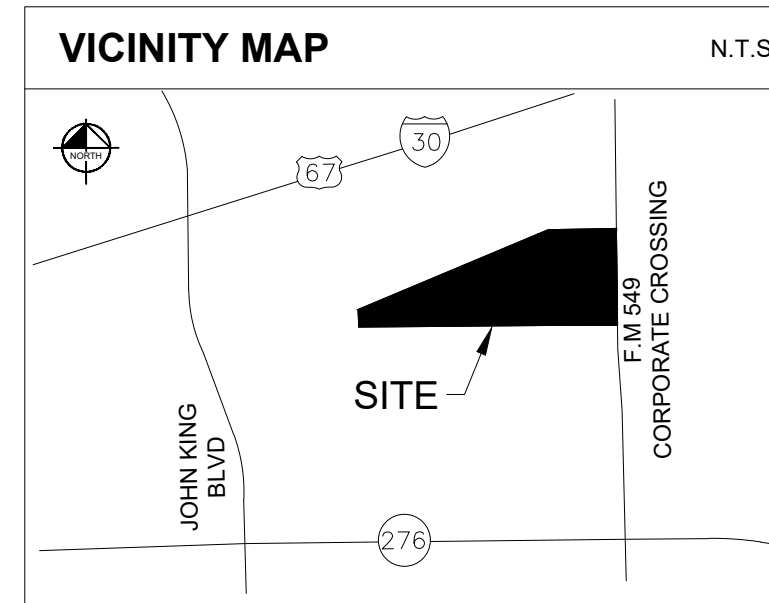 VICINITY MAP
N.T.S
NORTH
30
67
F.M 549
CORPORATE CROSSING
SITE
JOHN KING
BLVD
276